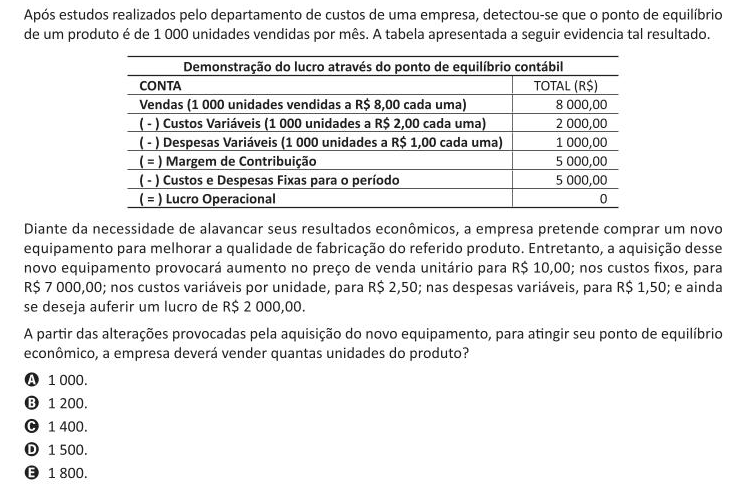 Após estudos realizados pelo departamento de custos de uma empresa, detectou-se que o ponto de equilíbrio
de um produto é de 1 000 unidades vendidas por mês. A tabela apresentada a seguir evidencia tal resultado.
Demonstração do lucro através do ponto de equilíbrio contábil
CONTA TOTAL (R$)
Vendas (1 000 unidades vendidas a R$ 8,00 cada uma) 8 000,00
( - ) Custos Variáveis (1 000 unidades a R$ 2,00 cada uma) 2 000,00
( - ) Despesas Variáveis (1 000 unidades a R$ 1,00 cada uma) 1 000,00
( = ) Margem de Contribuição 5 000,00
( - ) Custos e Despesas Fixas para o período 5 000,00
( = ) Lucro Operacional 0
Diante da necessidade de alavancar seus resultados econômicos, a empresa pretende comprar um novo
equipamento para melhorar a qualidade de fabricação do referido produto. Entretanto, a aquisição desse
novo equipamento provocará aumento no preço de venda unitário para R$ 10,00; nos custos fixos, para
R$ 7 000,00; nos custos variáveis por unidade, para R$ 2,50; nas despesas variáveis, para R$ 1,50; e ainda
se deseja auferir um lucro de R$ 2 000,00.
A partir das alterações provocadas pela aquisição do novo equipamento, para atingir seu ponto de equilíbrio
econômico, a empresa deverá vender quantas unidades do produto?
A 1 000.
B 1 200.
C 1 400.
D 1 500.
E 1 800.